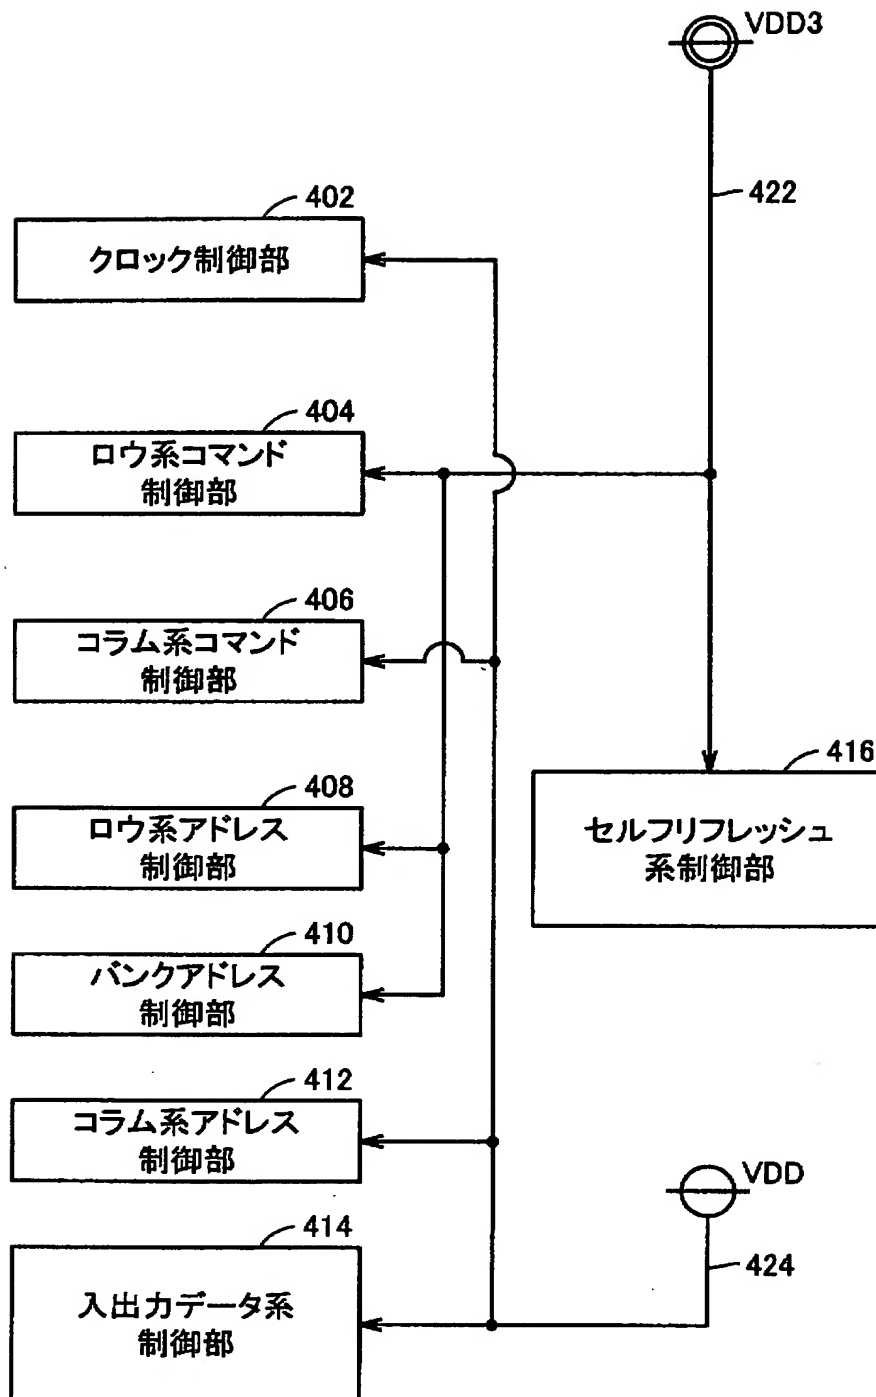 VDD3
422
402
クロック制御部
404
ロウ系コマンド
制御部
406
コラム系コマンド
制御部
416
セルフリフレッシュ
系制御部
408
ロウ系アドレス
制御部
410
バンクアドレス
制御部
412
コラム系アドレス
制御部
VDD
424
414
入出力データ系
制御部